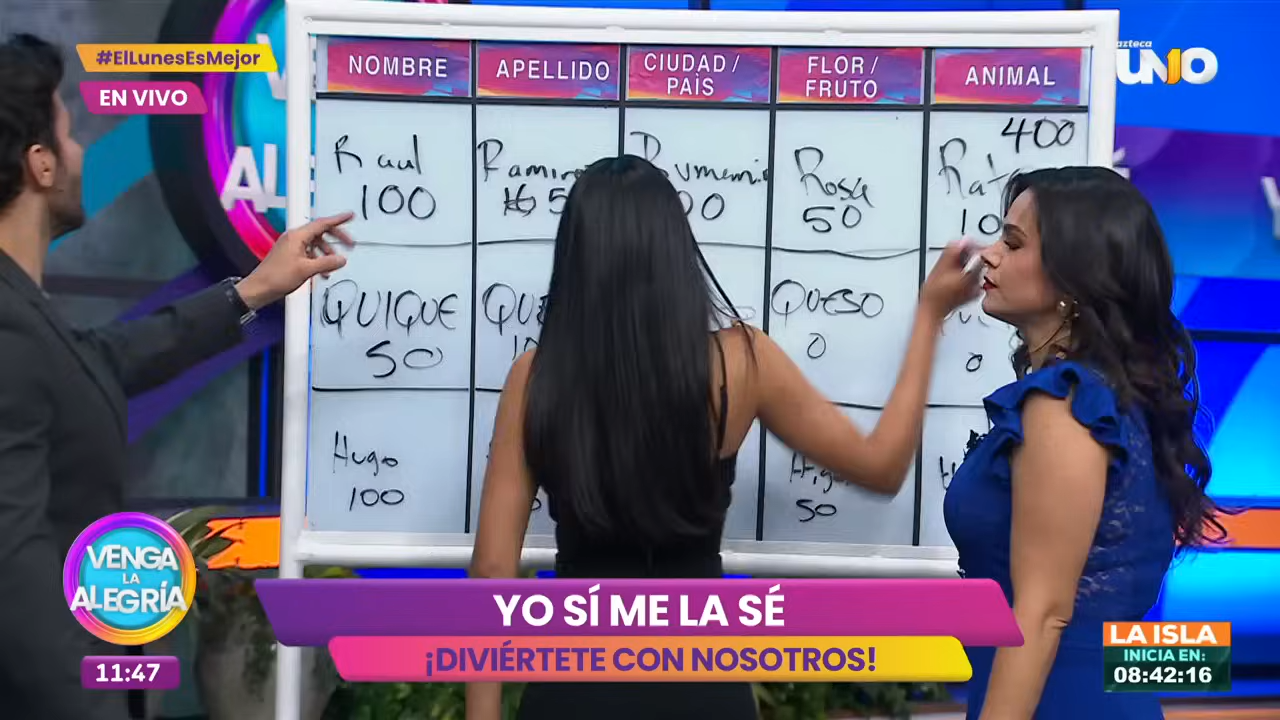 #ElLunesEsMejor
EN VIVO
azteca
UNO
NOMBRE
APELLIDO
CIUDAD /
PAÍS
FLOR /
FRUTO
ANIMAL
400
Raul
100
Rosa
50
QUIQUE
50
QUESO
0
0
Hugo
100
50
VENGA
LA
ALEGRÍA
11:47
YO SÍ ME LA SÉ
¡DIVIÉRTETE CON NOSOTROS!
LA ISLA
INICIA EN:
08:42:16